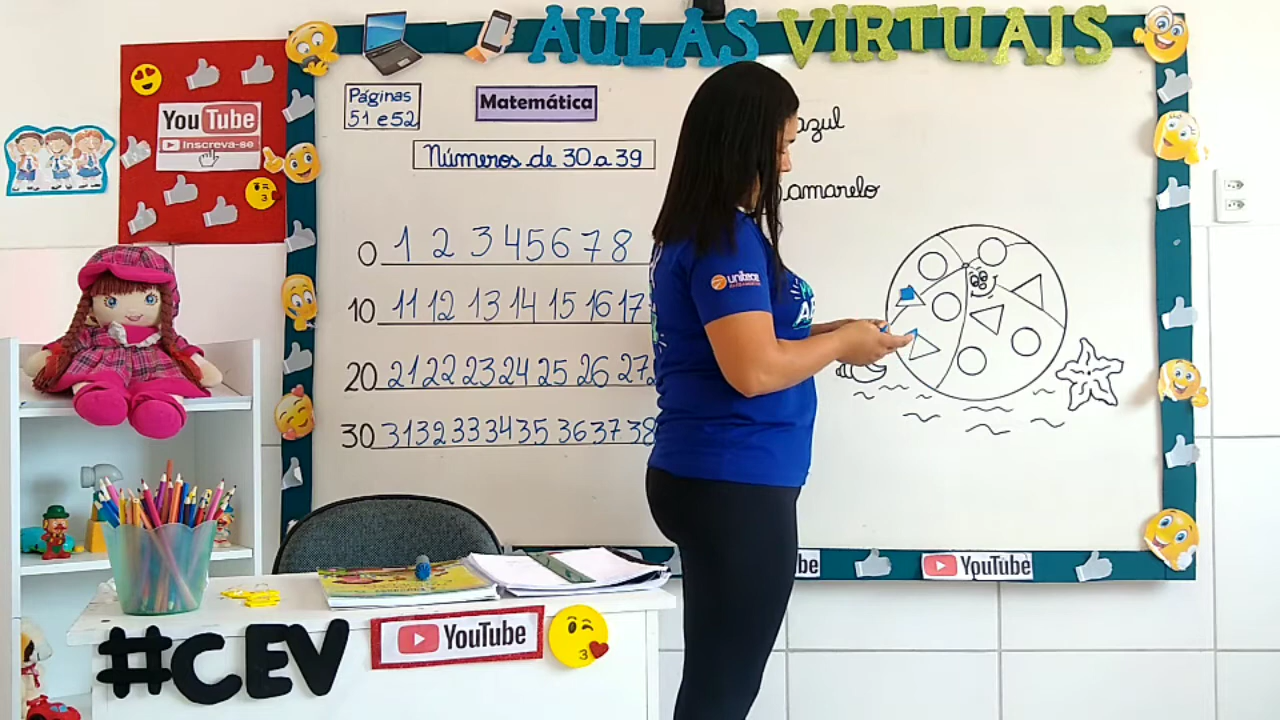 AULAS VIRTUAIS
Páginas
51 e 52
Matemática
Números de 30 a 39
azul
amarelo
0 1 2 3 4 5 6 7 8
10 11 12 13 14 15 16 17
20 21 22 23 24 25 26 27
30 31 32 33 34 35 36 37 38
YouTube
Inscreva-se
unitece
be
YouTube
#CEV
YouTube